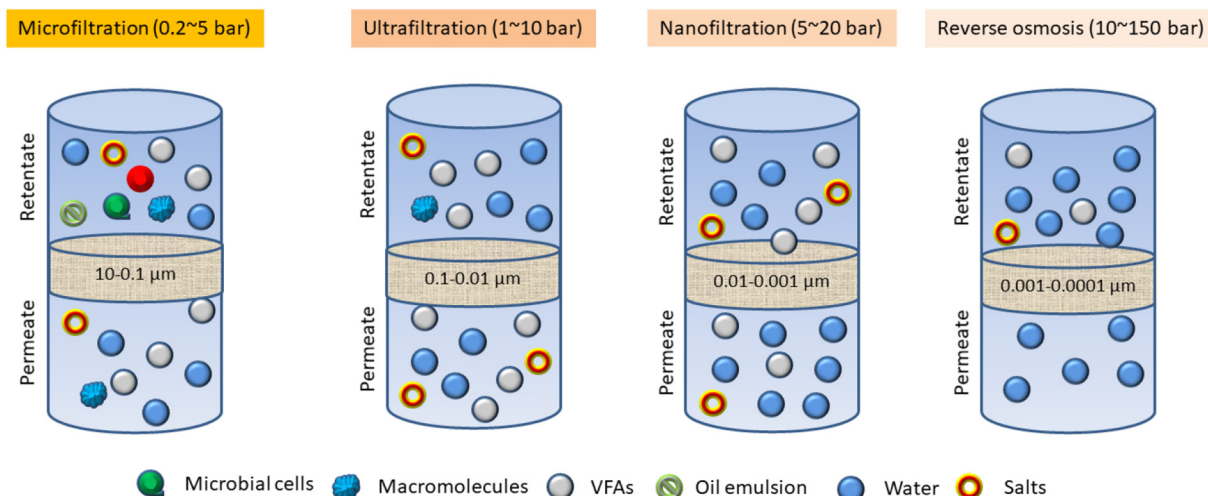 Microfiltration (0.2~5 bar)
Ultrafiltration (1~10 bar)
Nanofiltration (5~20 bar)
Reverse osmosis (10~150 bar)
Retentate
Retentate
Retentate
Retentate
10-0.1 µm
0.1-0.01 µm
0.01-0.001 µm
0.001-0.0001 µm
Permeate
Permeate
Permeate
Permeate
Microbial cells
Macromolecules
VFAs
Oil emulsion
Water
Salts